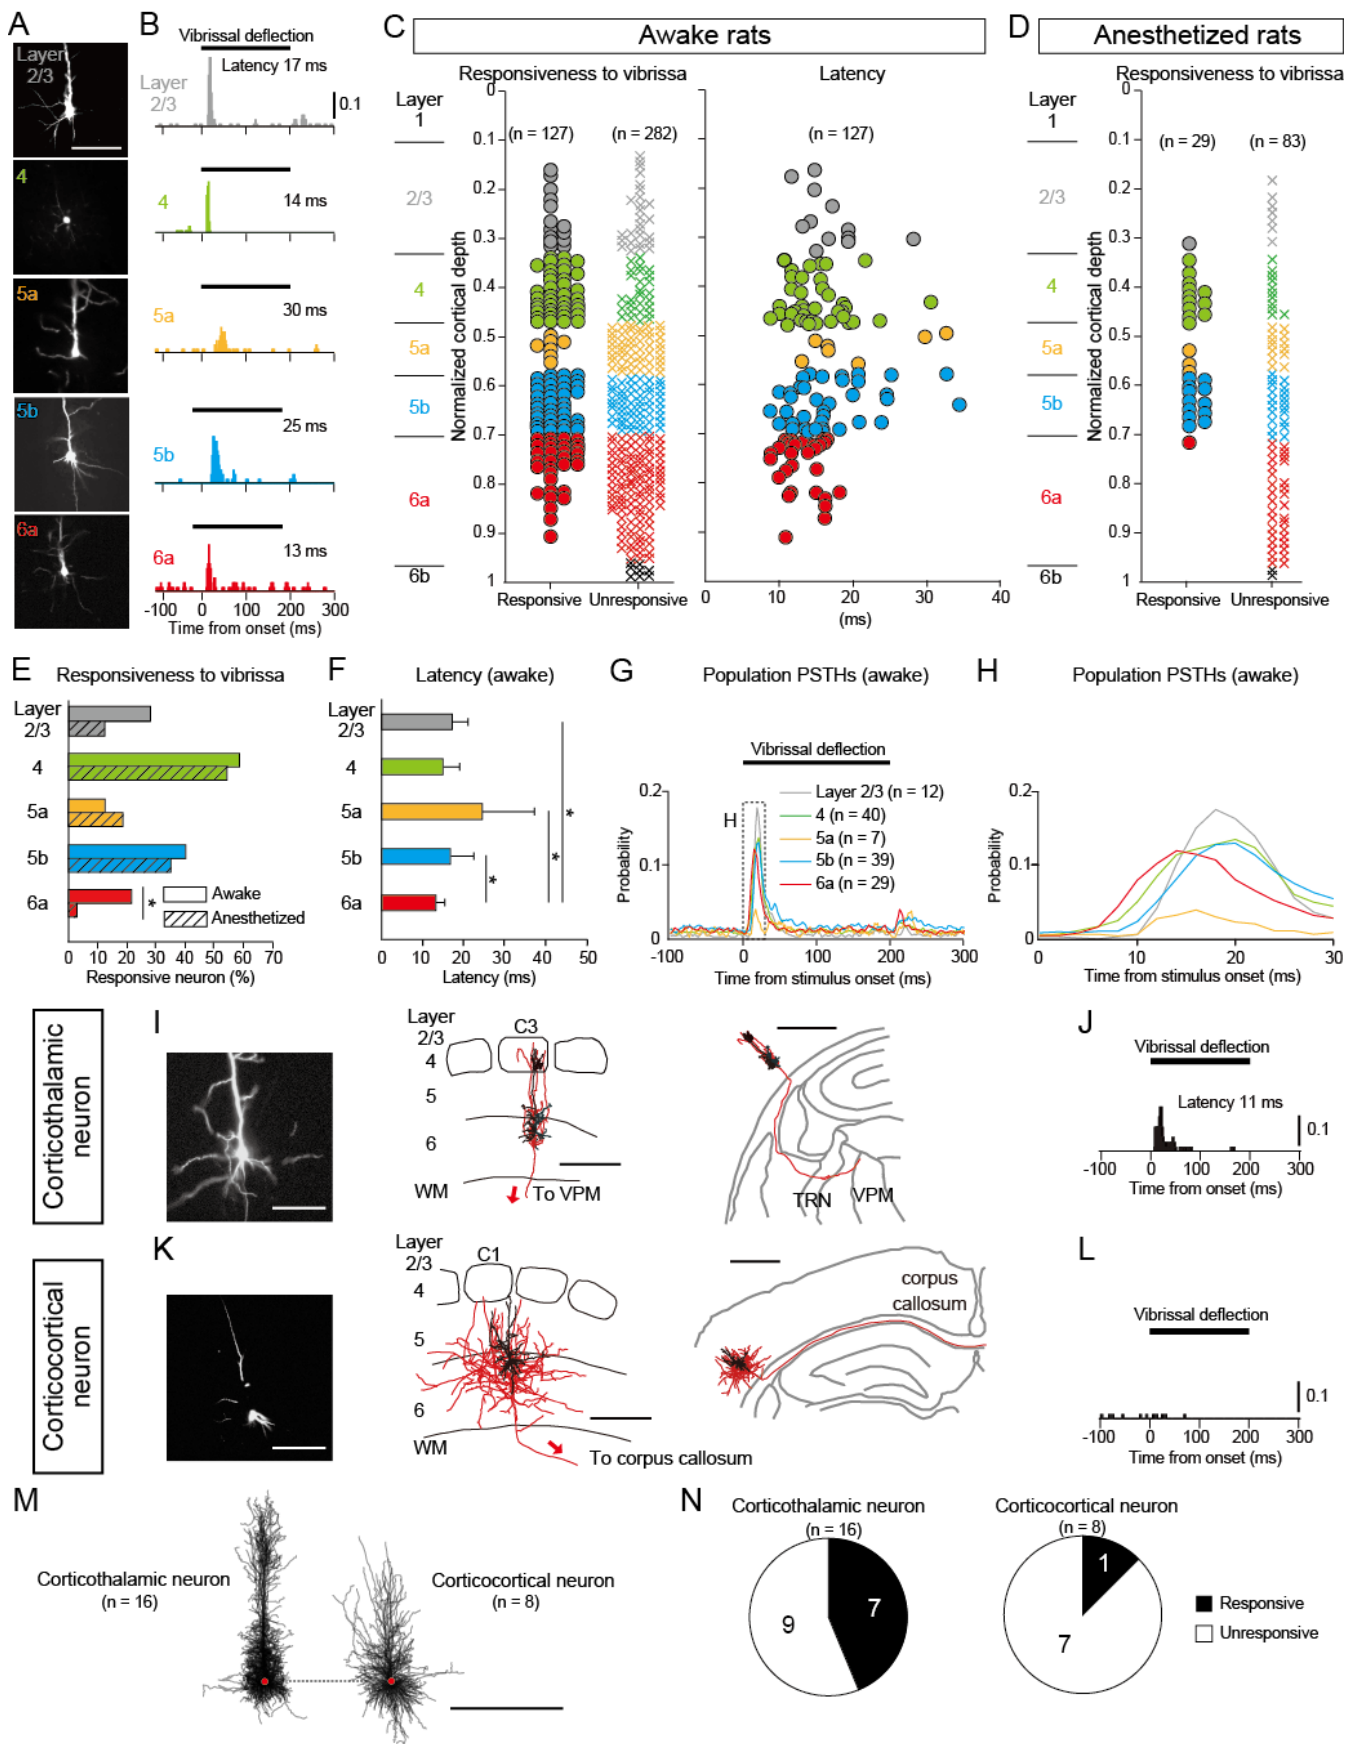 A
Layer
2/3
4
5a
5b
6a
B
Vibrissal deflection
Latency 17 ms
Layer
2/3
0.1
4
14 ms
5a
30 ms
5b
25 ms
6a
13 ms
-100 0 100 200 300
Time from onset (ms)
C
Awake rats
Responsiveness to vibrissa
Latency
Layer
1
2/3
4
5a
5b
6a
6b
Normalized cortical depth
0
0.1
0.2
0.3
0.4
0.5
0.6
0.7
0.8
0.9
1
(n = 127)
(n = 282)
(n = 127)
Responsive
Unresponsive
0 10 20 30 40
(ms)
D
Anesthetized rats
Responsiveness to vibrissa
Layer
1
2/3
4
5a
5b
6a
6b
Normalized cortical depth
0
0.1
0.2
0.3
0.4
0.5
0.6
0.7
0.8
0.9
1
(n = 29)
(n = 83)
Responsive
Unresponsive
E
Responsiveness to vibrissa
Layer
2/3
4
5a
5b
6a
*
Awake
Anesthetized
0 10 20 30 40 50 60 70
Responsive neuron (%)
F
Latency (awake)
Layer
2/3
4
5a
5b
6a
*
*
*
0 10 20 30 40 50
Latency (ms)
G
Population PSTHs (awake)
Vibrissal deflection
Probability
0.2
0.1
0
H
Layer 2/3 (n = 12)
4 (n = 40)
5a (n = 7)
5b (n = 39)
6a (n = 29)
-100 0 100 200 300
Time from stimulus onset (ms)
H
Population PSTHs (awake)
Probability
0.2
0.1
0
0 10 20 30
Time from stimulus onset (ms)
Corticothalamic
neuron
I
Layer
2/3
4
5
6
WM
C3
To VPM
TRN
VPM
J
Vibrissal deflection
Latency 11 ms
0.1
-100 0 100 200 300
Time from onset (ms)
Corticocortical
neuron
K
Layer
2/3
4
5
6
WM
C1
To corpus callosum
corpus
callosum
L
Vibrissal deflection
0.1
-100 0 100 200 300
Time from onset (ms)
M
Corticothalamic neuron
(n = 16)
Corticocortical neuron
(n = 8)
N
Corticothalamic neuron
(n = 16)
9
7
Corticocortical neuron
(n = 8)
1
7
Responsive
Unresponsive